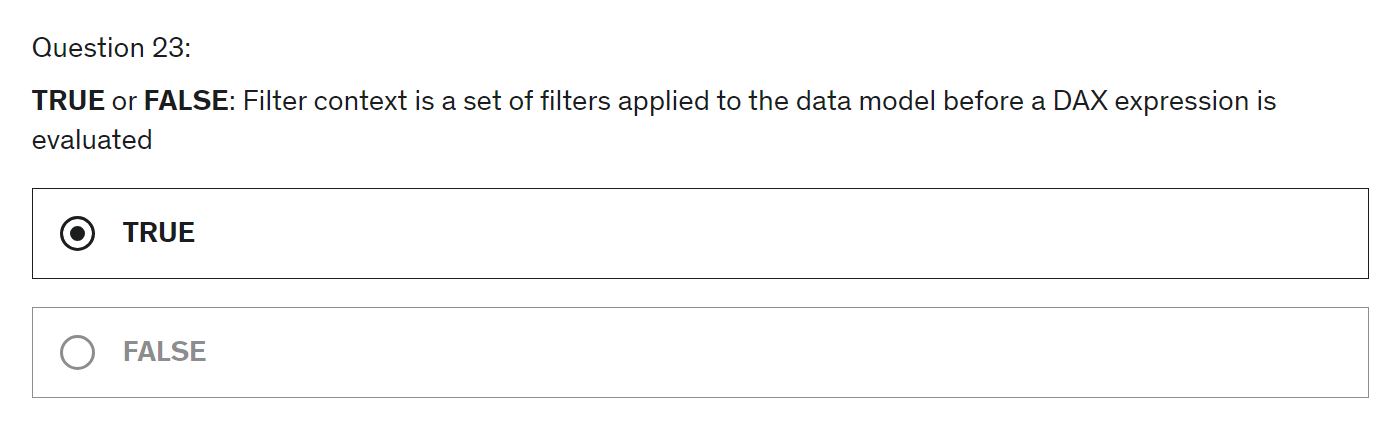 Question 23:
TRUE or FALSE: Filter context is a set of filters applied to the data model before a DAX expression is
evaluated
TRUE
FALSE